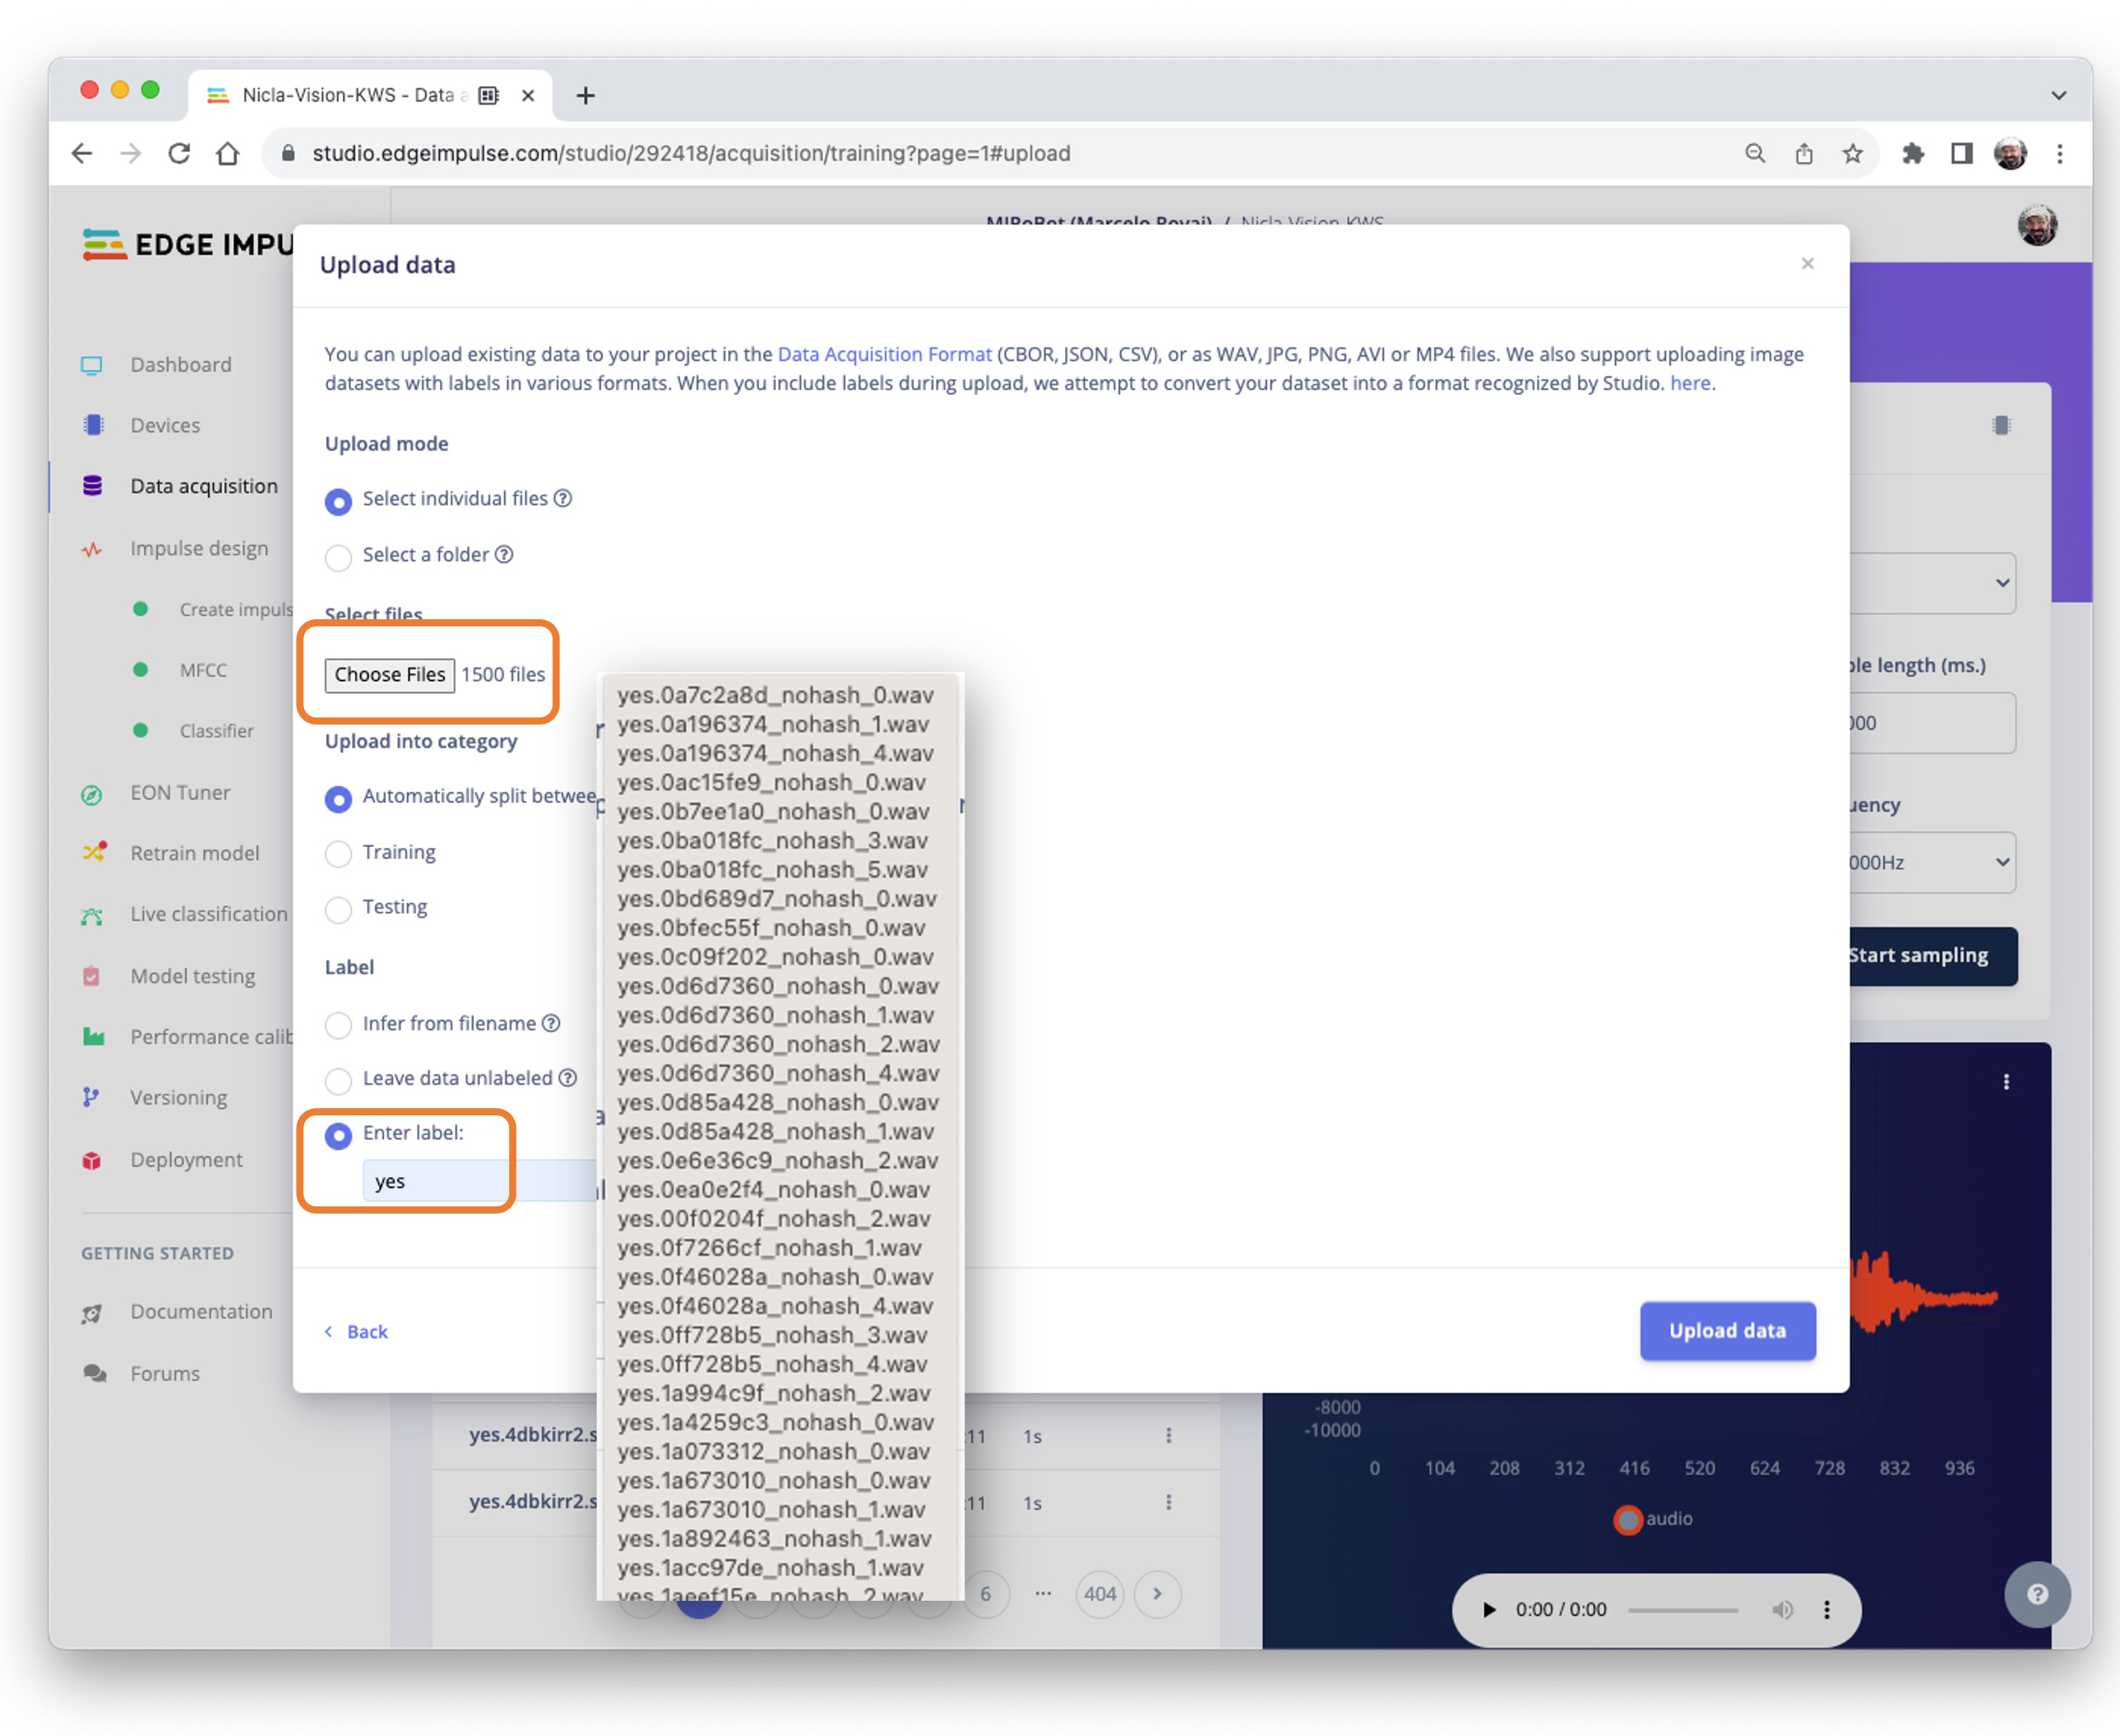 Nicla-Vision-KWS - Data a
studio.edgeimpulse.com/studio/292418/acquisition/training?page=1#upload
EDGE IMPU
MJRoBot (Marcelo Rovai) / Nicla-Vision-KWS
Dashboard
Devices
Data acquisition
Impulse design
Create impuls
MFCC
Classifier
EON Tuner
Retrain model
Live classification
Model testing
Performance calib
Versioning
Deployment
GETTING STARTED
Documentation
Forums
Upload data
×
You can upload existing data to your project in the Data Acquisition Format (CBOR, JSON, CSV), or as WAV, JPG, PNG, AVI or MP4 files. We also support uploading image
datasets with labels in various formats. When you include labels during upload, we attempt to convert your dataset into a format recognized by Studio. here.
Upload mode
Select individual files ?
Select a folder ?
Select files
Choose Files 1500 files
Upload into category
Automatically split betwee
Training
Testing
Label
Infer from filename ?
Leave data unlabeled ?
Enter label:
yes
Back
Upload data
yes.0a7c2a8d_nohash_0.wav
yes.0a196374_nohash_1.wav
yes.0a196374_nohash_4.wav
yes.0ac15fe9_nohash_0.wav
yes.0b7ee1a0_nohash_0.wav
yes.0ba018fc_nohash_3.wav
yes.0ba018fc_nohash_5.wav
yes.0bd689d7_nohash_0.wav
yes.0bfec55f_nohash_0.wav
yes.0c09f202_nohash_0.wav
yes.0d6d7360_nohash_0.wav
yes.0d6d7360_nohash_1.wav
yes.0d6d7360_nohash_2.wav
yes.0d6d7360_nohash_4.wav
yes.0d85a428_nohash_0.wav
yes.0d85a428_nohash_1.wav
yes.0e6e36c9_nohash_2.wav
yes.0ea0e2f4_nohash_0.wav
yes.00f0204f_nohash_2.wav
yes.0f7266cf_nohash_1.wav
yes.0f46028a_nohash_0.wav
yes.0f46028a_nohash_4.wav
yes.0ff728b5_nohash_3.wav
yes.0ff728b5_nohash_4.wav
yes.1a994c9f_nohash_2.wav
yes.1a4259c3_nohash_0.wav
yes.1a073312_nohash_0.wav
yes.1a673010_nohash_0.wav
yes.1a673010_nohash_1.wav
yes.1a892463_nohash_1.wav
yes.1acc97de_nohash_1.wav
yes.1aeef15e_nohash_2.wav
ple length (ms.)
000
uency
000Hz
Start sampling
yes.4dbkirr2.s :11 1s
yes.4dbkirr2.s :11 1s
6 ... 404
-8000
-10000
0 104 208 312 416 520 624 728 832 936
audio
0:00 / 0:00
?